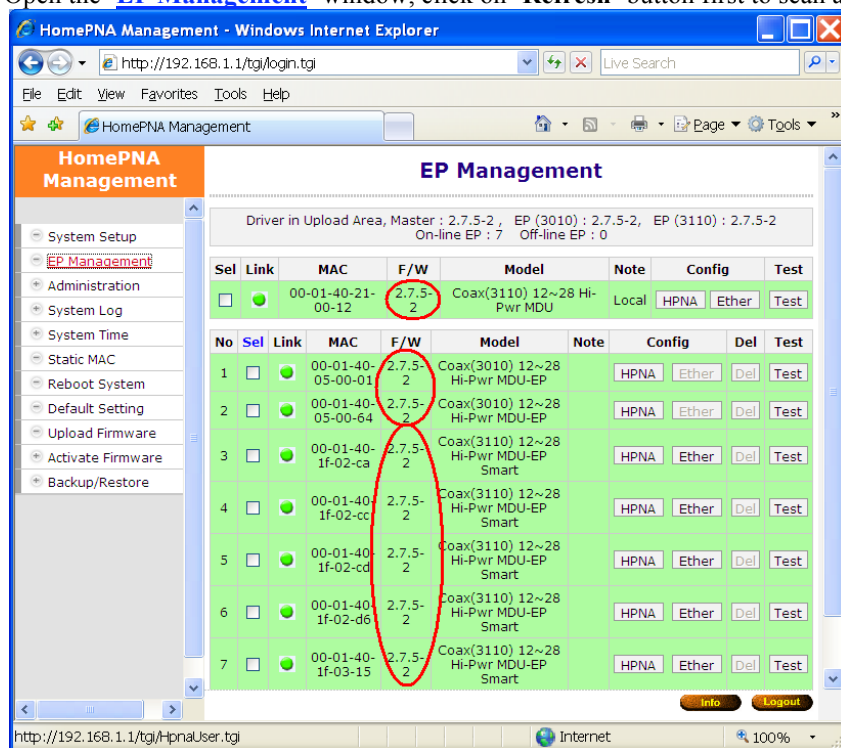 Open the "EP Management" window, click on "Refresh" button first to scan a
HomePNA Management - Windows Internet Explorer
http://192.168.1.1/tgi/login.tgi
Live Search
File Edit View Favorites Tools Help
HomePNA Management
Page
Tools
HomePNA Management
System Setup
EP Management
Administration
System Log
System Time
Static MAC
Reboot System
Default Setting
Upload Firmware
Activate Firmware
Backup/Restore
EP Management
Driver in Upload Area, Master : 2.7.5-2 , EP (3010) : 2.7.5-2, EP (3110) : 2.7.5-2
On-line EP : 7 Off-line EP : 0
Sel Link MAC F/W Model Note Config Test
00-01-40-21-00-12 2.7.5-2 Coax(3110) 12~28 Hi-Pwr MDU Local HPNA Ether Test
No Sel Link MAC F/W Model Note Config Del Test
1 00-01-40-05-00-01 2.7.5-2 Coax(3010) 12~28 Hi-Pwr MDU-EP HPNA Ether Del Test
2 00-01-40-05-00-64 2.7.5-2 Coax(3010) 12~28 Hi-Pwr MDU-EP HPNA Ether Del Test
3 00-01-40-1f-02-ca 2.7.5-2 Coax(3110) 12~28 Hi-Pwr MDU-EP Smart HPNA Ether Del Test
4 00-01-40-1f-02-cc 2.7.5-2 Coax(3110) 12~28 Hi-Pwr MDU-EP Smart HPNA Ether Del Test
5 00-01-40-1f-02-cd 2.7.5-2 Coax(3110) 12~28 Hi-Pwr MDU-EP Smart HPNA Ether Del Test
6 00-01-40-1f-02-d6 2.7.5-2 Coax(3110) 12~28 Hi-Pwr MDU-EP Smart HPNA Ether Del Test
7 00-01-40-1f-03-15 2.7.5-2 Coax(3110) 12~28 Hi-Pwr MDU-EP Smart HPNA Ether Del Test
Info Logout
http://192.168.1.1/tgi/HpnaUser.tgi
Internet
100%